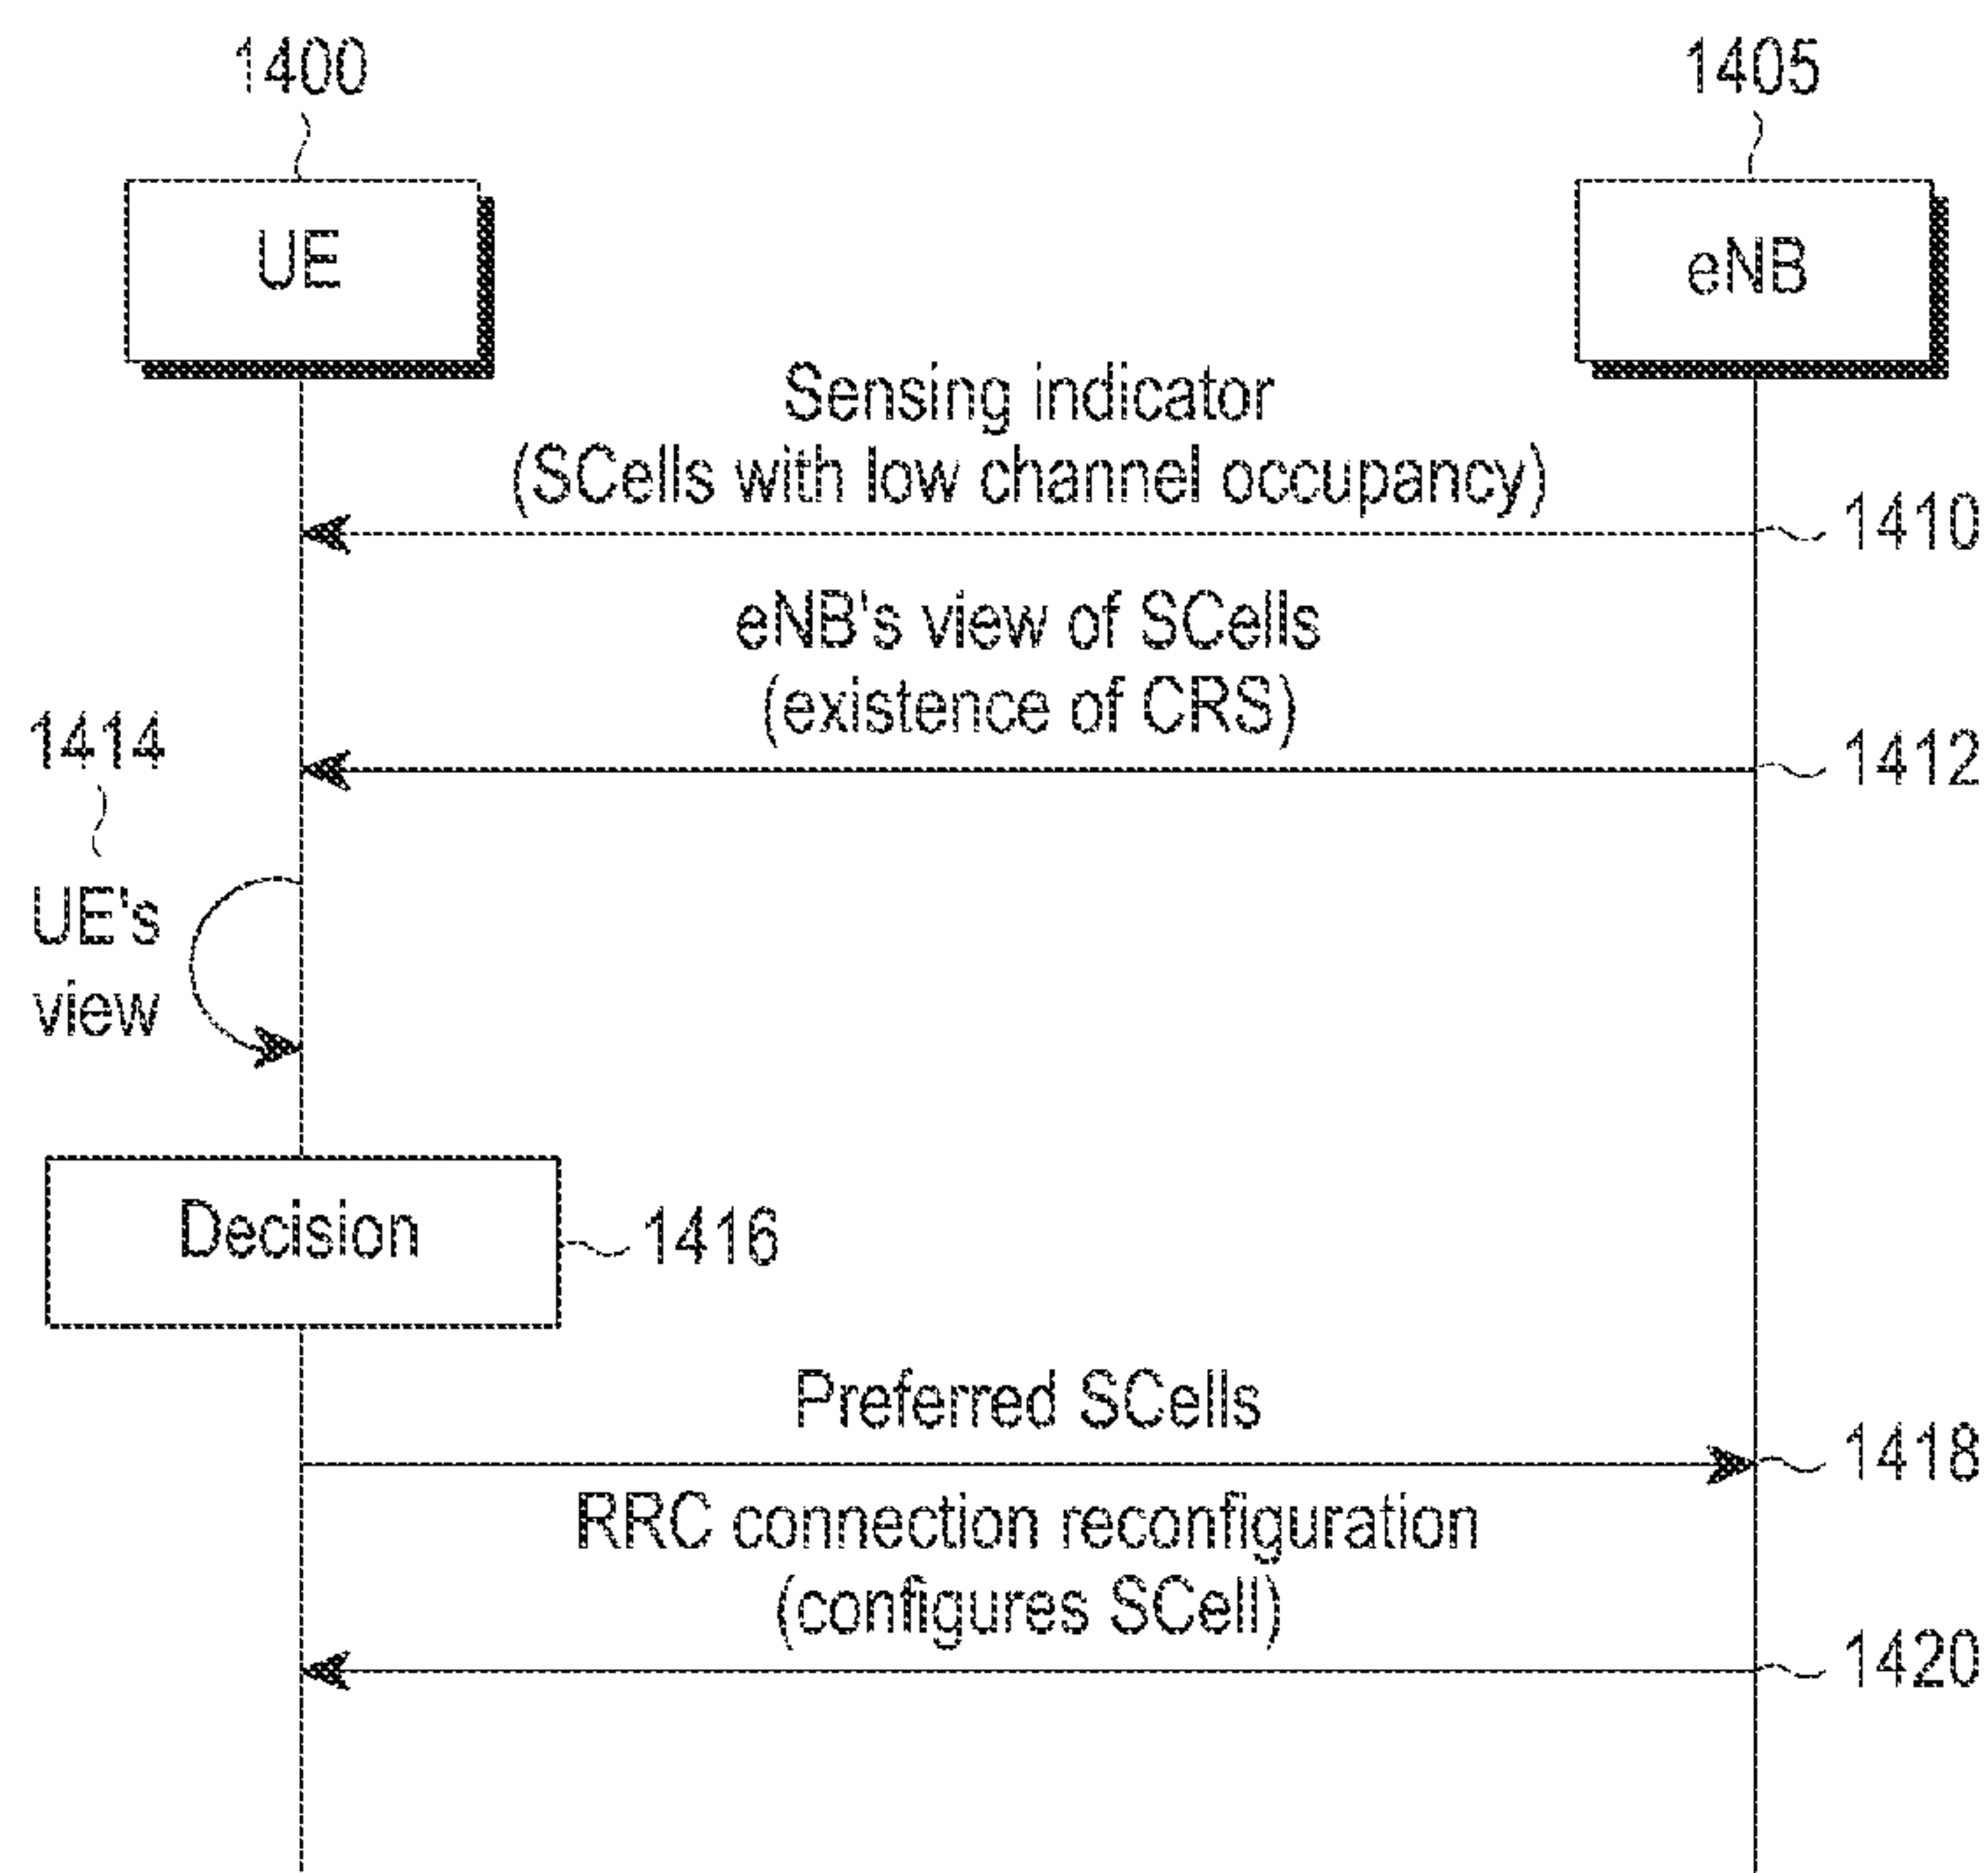 1400
1405
UE
eNB
Sensing indicator
(SCells with low channel occupancy)
1410
eNB's view of SCells
(existence of CRS)
1412
1414
UE's
view
Decision
1416
Preferred SCells
1418
RRC connection reconfiguration
(configures SCell)
1420